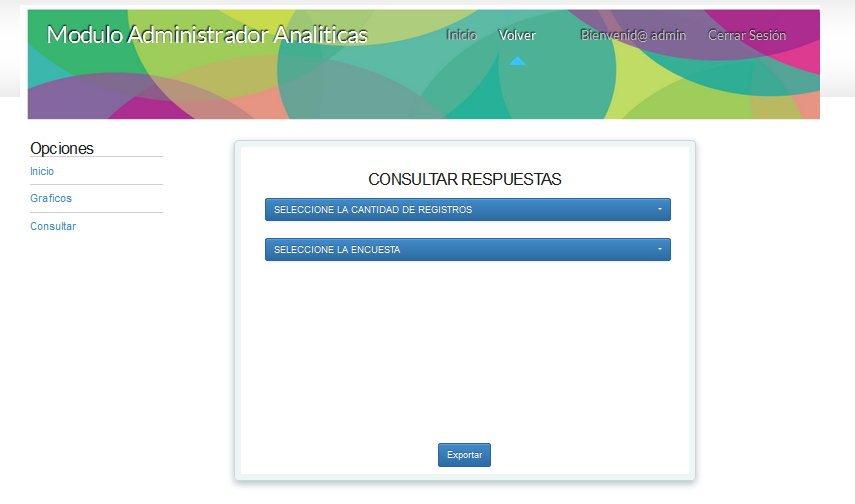 Modulo Administrador Analíticas
Inicio Volver Bienvenid@ admin Cerrar Sesión
Opciones
Inicio
Graficos
Consultar
CONSULTAR RESPUESTAS
SELECCIONE LA CANTIDAD DE REGISTROS
SELECCIONE LA ENCUESTA
Exportar